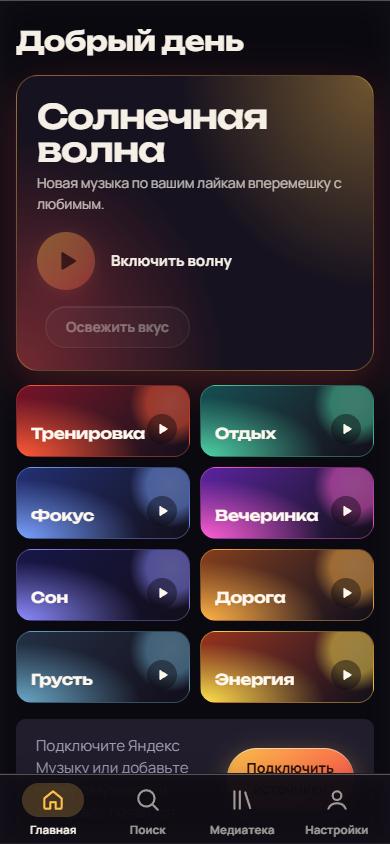 Добрый день
Солнечная
волна
Новая музыка по вашим лайкам вперемешку с
любимым.
Включить волну
Освежить вкус
Тренировка
Отдых
Фокус
Вечеринка
Сон
Дорога
Грусть
Энергия
Подключите Яндекс
Музыку или добавьте
Подключить
Главная
Поиск
Медиатека
Настройки